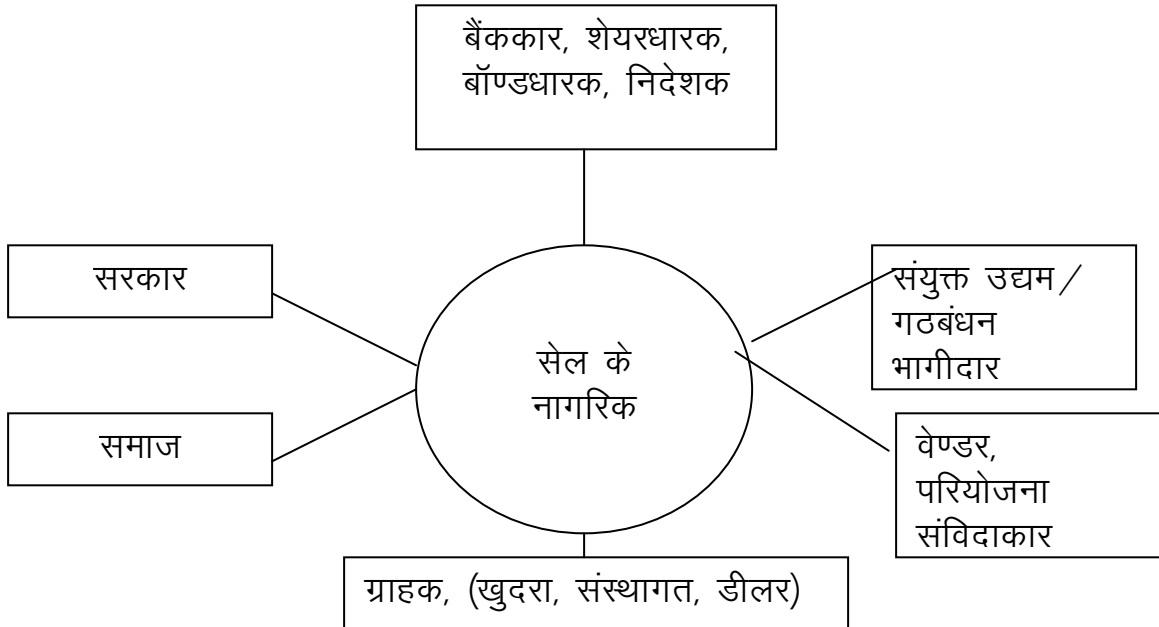 बैंककार, शेयरधारक,
बॉण्डधारक, निदेशक
सरकार
संयुक्त उद्यम/
गठबंधन
भागीदार
सेल के
नागरिक
समाज
वेण्डर,
परियोजना
संविदाकार
ग्राहक, (खुदरा, संस्थागत, डीलर)